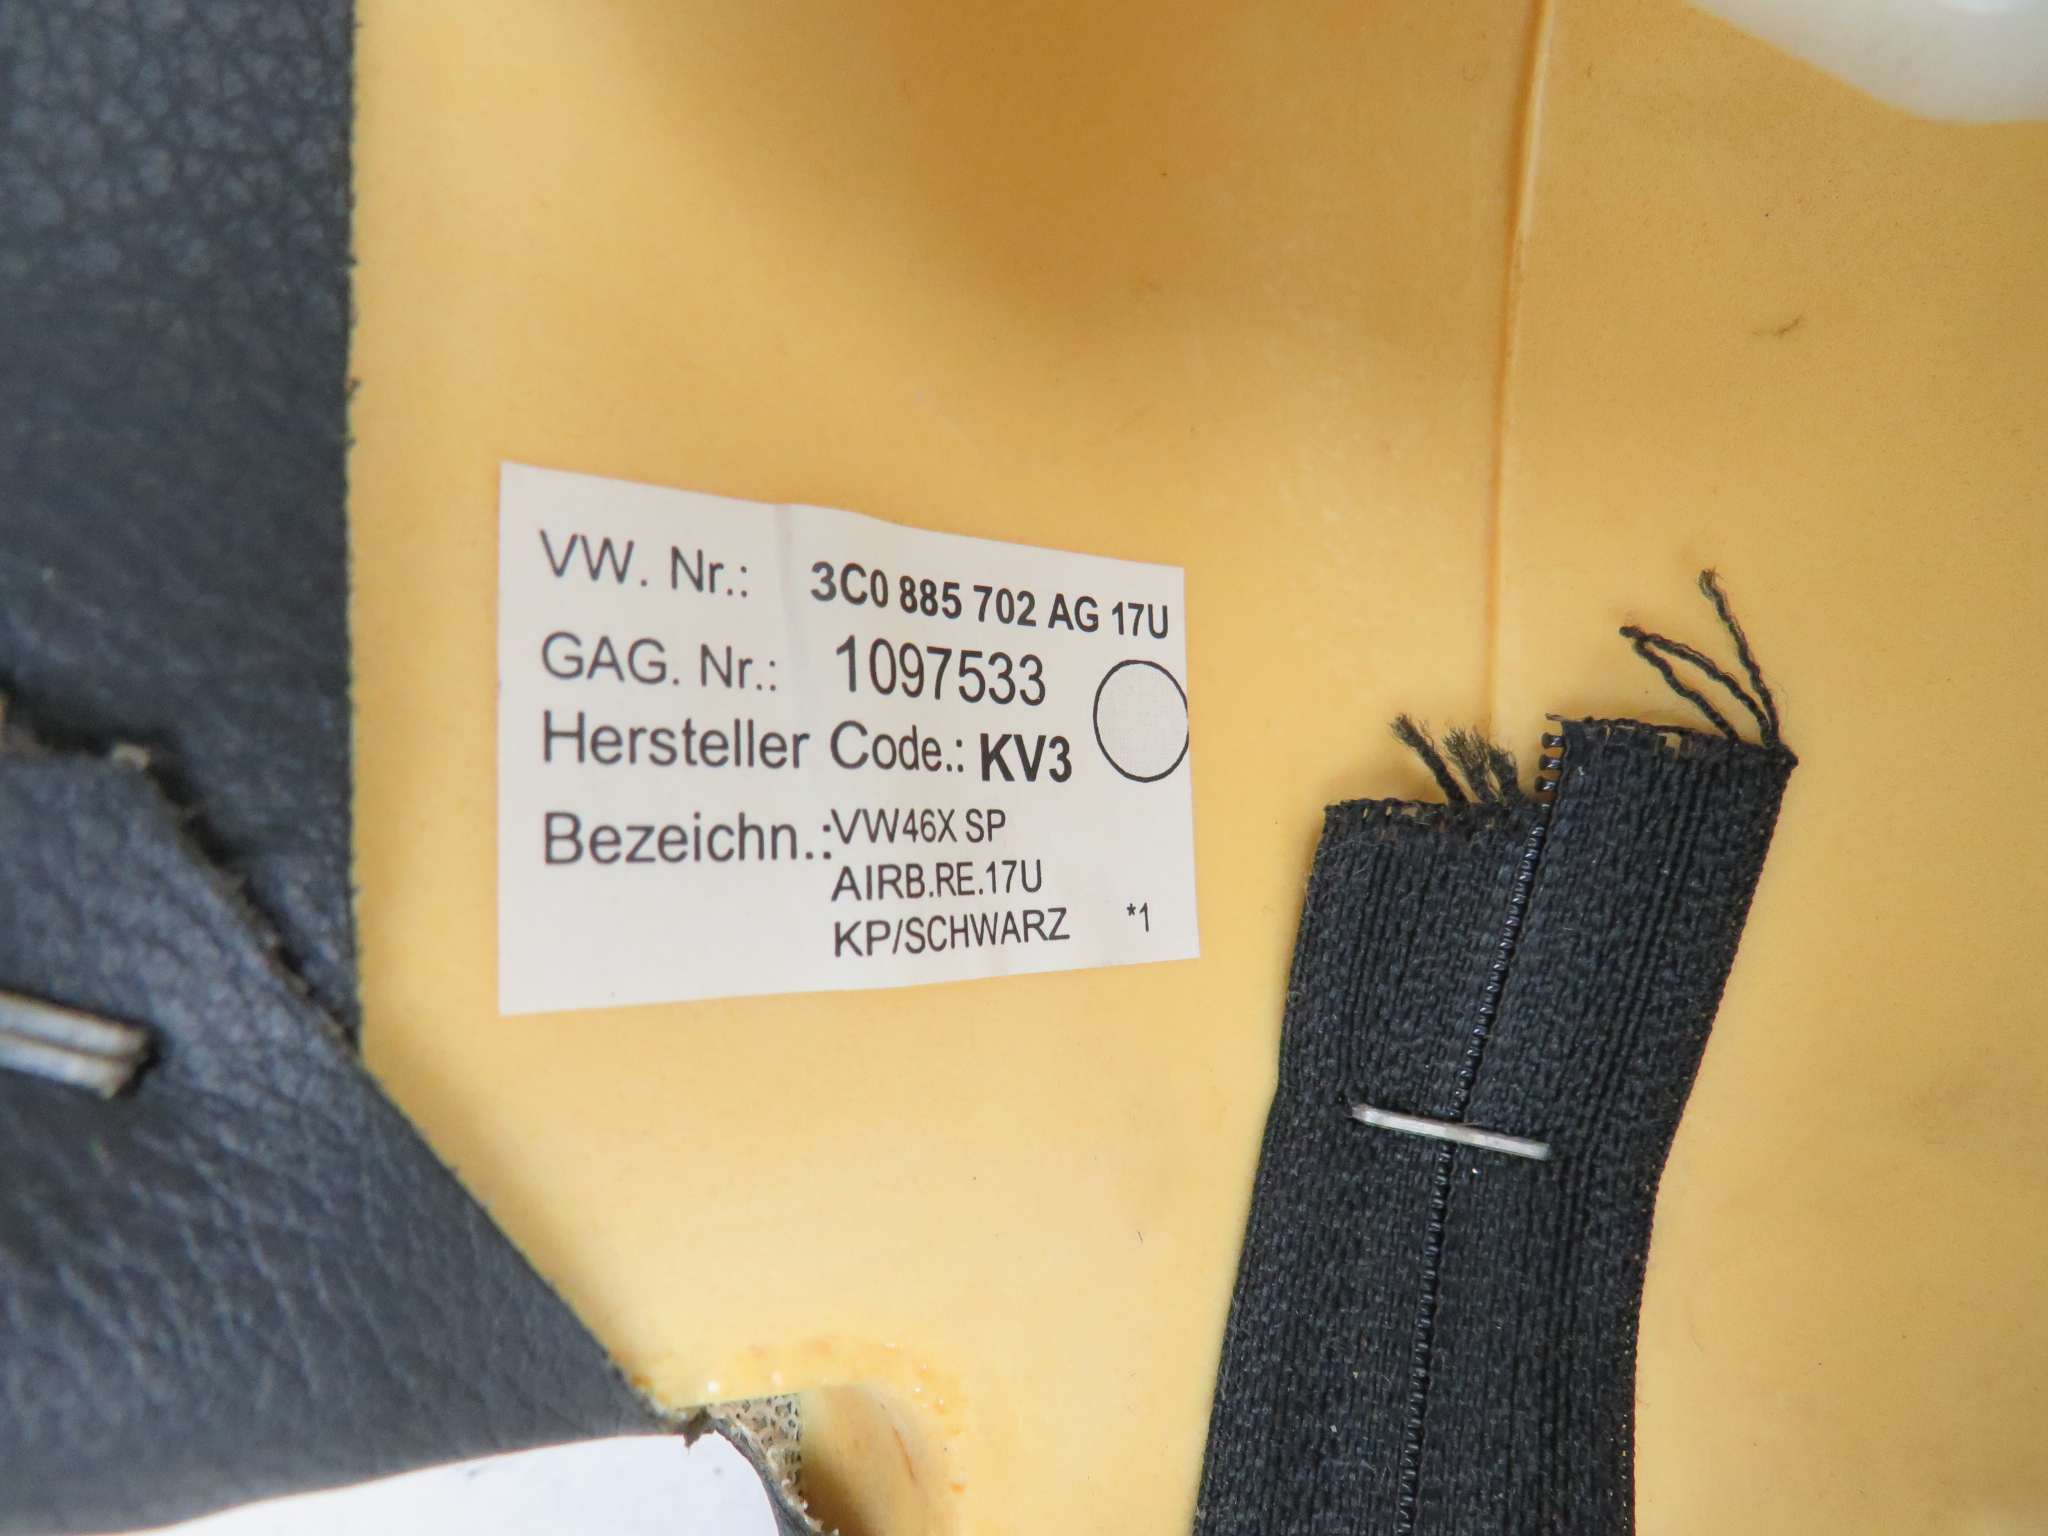 VW. Nr.: 3C0 885 702 AG 17U
GAG. Nr.: 1097533
Hersteller Code.: KV3
Bezeichn.: VW46X SP
AIRB.RE.17U
KP/SCHWARZ *1